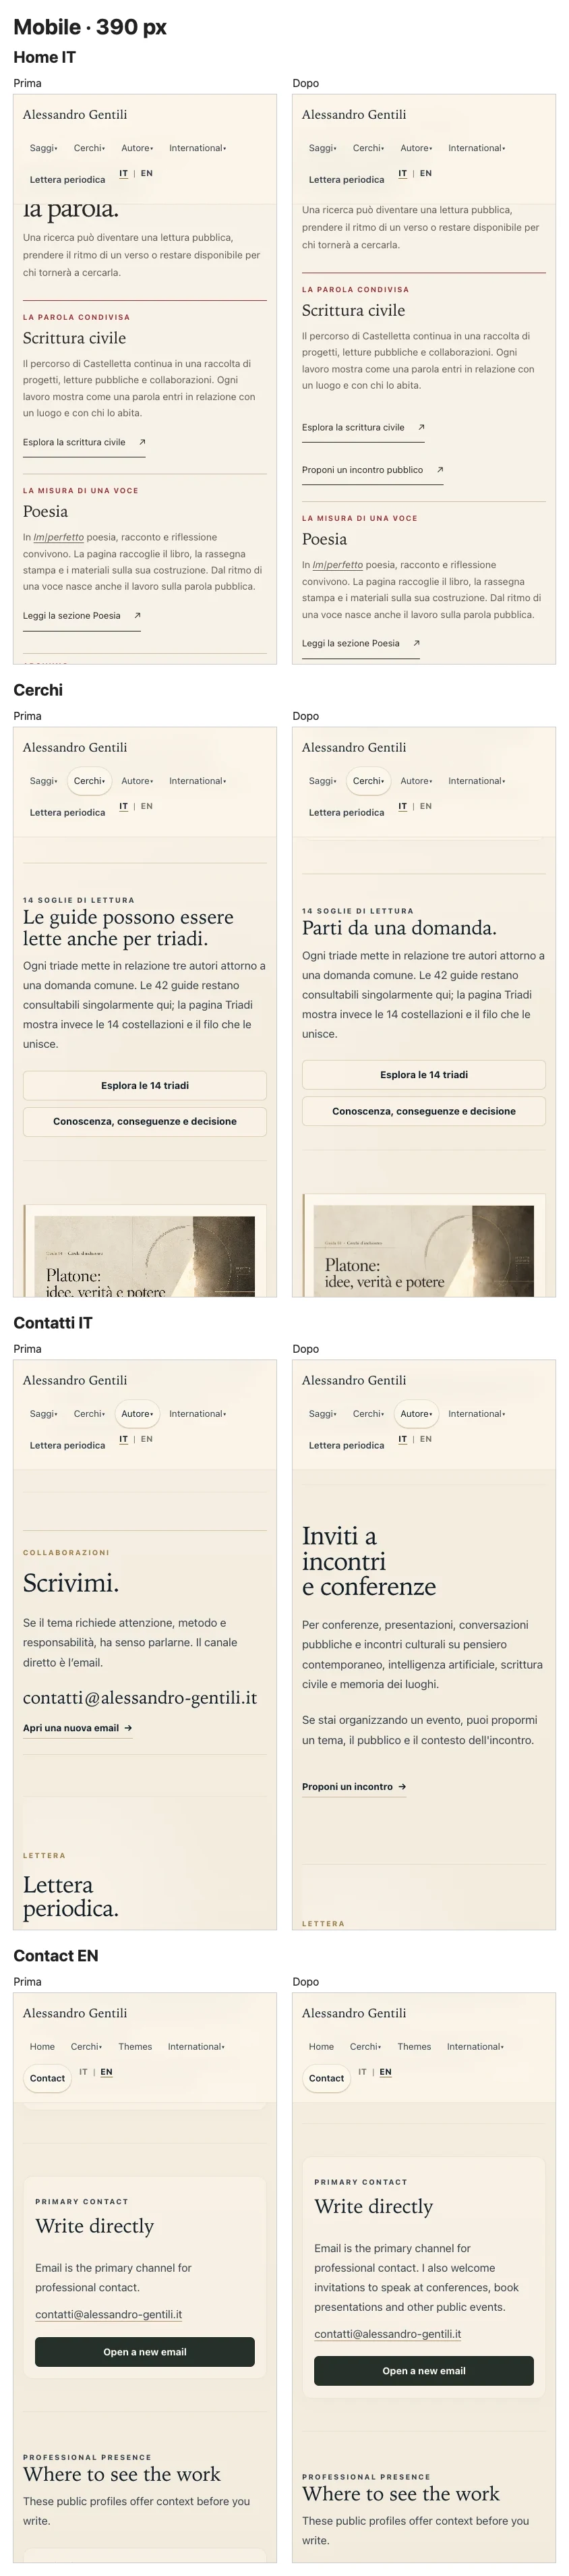 Mobile · 390 px
Home IT
Prima
Alessandro Gentili
Saggi▾ Cerchi▾ Autore▾ International▾
Lettera periodica IT | EN
la parola.
Una ricerca può diventare una lettura pubblica,
prendere il ritmo di un verso o restare disponibile per
chi tornerà a cercarla.
LA PAROLA CONDIVISA
Scrittura civile
Il percorso di Castelletta continua in una raccolta di
progetti, letture pubbliche e collaborazioni. Ogni
lavoro mostra come una parola entri in relazione con
un luogo e con chi lo abita.
Esplora la scrittura civile ↗
LA MISURA DI UNA VOCE
Poesia
In Im/perfetto poesia, racconto e riflessione
convivono. La pagina raccoglie il libro, la rassegna
stampa e i materiali sulla sua costruzione. Dal ritmo di
una voce nasce anche il lavoro sulla parola pubblica.
Leggi la sezione Poesia ↗
Dopo
Alessandro Gentili
Saggi▾ Cerchi▾ Autore▾ International▾
Lettera periodica IT | EN
Una ricerca può diventare una lettura pubblica,
prendere il ritmo di un verso o restare disponibile per
chi tornerà a cercarla.
LA PAROLA CONDIVISA
Scrittura civile
Il percorso di Castelletta continua in una raccolta di
progetti, letture pubbliche e collaborazioni. Ogni
lavoro mostra come una parola entri in relazione con
un luogo e con chi lo abita.
Esplora la scrittura civile ↗
Proponi un incontro pubblico ↗
LA MISURA DI UNA VOCE
Poesia
In Im/perfetto poesia, racconto e riflessione
convivono. La pagina raccoglie il libro, la rassegna
stampa e i materiali sulla sua costruzione. Dal ritmo di
una voce nasce anche il lavoro sulla parola pubblica.
Leggi la sezione Poesia ↗
Cerchi
Prima
Alessandro Gentili
Saggi▾ Cerchi▾ Autore▾ International▾
Lettera periodica IT | EN
14 SOGLIE DI LETTURA
Le guide possono essere
lette anche per triadi.
Ogni triade mette in relazione tre autori attorno a
una domanda comune. Le 42 guide restano
consultabili singolarmente qui; la pagina Triadi
mostra invece le 14 costellazioni e il filo che le
unisce.
Esplora le 14 triadi
Conoscenza, conseguenze e decisione
Platone:
idee, verità e potere
Dopo
Alessandro Gentili
Saggi▾ Cerchi▾ Autore▾ International▾
Lettera periodica IT | EN
14 SOGLIE DI LETTURA
Parti da una domanda.
Ogni triade mette in relazione tre autori attorno a
una domanda comune. Le 42 guide restano
consultabili singolarmente qui; la pagina Triadi
mostra invece le 14 costellazioni e il filo che le
unisce.
Esplora le 14 triadi
Conoscenza, conseguenze e decisione
Platone:
idee, verità e potere
Contatti IT
Prima
Alessandro Gentili
Saggi▾ Cerchi▾ Autore▾ International▾
Lettera periodica IT | EN
COLLABORAZIONI
Scrivimi.
Se il tema richiede attenzione, metodo e
responsabilità, ha senso parlarne. Il canale
diretto è l'email.
contatti@alessandro-gentili.it
Apri una nuova email →
LETTERA
Lettera
periodica.
Dopo
Alessandro Gentili
Saggi▾ Cerchi▾ Autore▾ International▾
Lettera periodica IT | EN
Inviti a
incontri
e conferenze
Per conferenze, presentazioni, conversazioni
pubbliche e incontri culturali su pensiero
contemporaneo, intelligenza artificiale, scrittura
civile e memoria dei luoghi.
Se stai organizzando un evento, puoi propormi
un tema, il pubblico e il contesto dell'incontro.
Proponi un incontro →
LETTERA
Contact EN
Prima
Alessandro Gentili
Home Cerchi▾ Themes International▾
Contact IT | EN
PRIMARY CONTACT
Write directly
Email is the primary channel for
professional contact.
contatti@alessandro-gentili.it
Open a new email
PROFESSIONAL PRESENCE
Where to see the work
These public profiles offer context before you
write.
Dopo
Alessandro Gentili
Home Cerchi▾ Themes International▾
Contact IT | EN
PRIMARY CONTACT
Write directly
Email is the primary channel for
professional contact. I also welcome
invitations to speak at conferences, book
presentations and other public events.
contatti@alessandro-gentili.it
Open a new email
PROFESSIONAL PRESENCE
Where to see the work
These public profiles offer context before you
write.